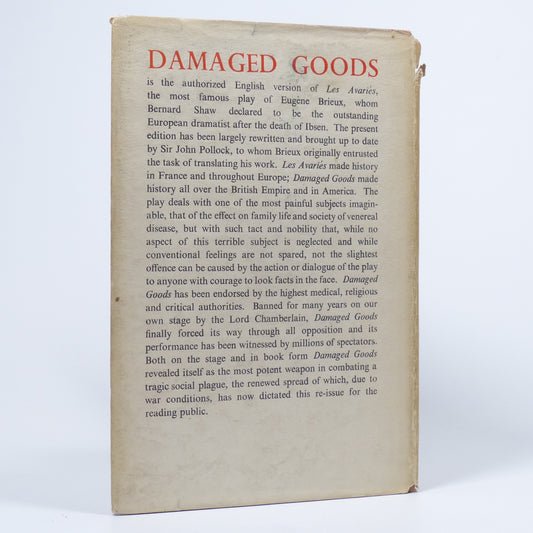 DAMAGED GOODS
is the authorized English version of Les Avariés,
the most famous play of Eugène Brieux, whom
Bernard Shaw declared to be the outstanding
European dramatist after the death of Ibsen. The present
edition has been largely rewritten and brought up to date
by Sir John Pollock, to whom Brieux originally entrusted
the task of translating his work. Les Avariés made history
in France and throughout Europe; Damaged Goods made
history all over the British Empire and in America. The
play deals with one of the most painful subjects imagin-
able, that of the effect on family life and society of venereal
disease, but with such tact and nobility that, while no
aspect of this terrible subject is neglected and while
conventional feelings are not spared, not the slightest
offence can be caused by the action or dialogue of the play
to anyone with courage to look facts in the face. Damaged
Goods has been endorsed by the highest medical, religious
and critical authorities. Banned for many years on our
own stage by the Lord Chamberlain, Damaged Goods
finally forced its way through all opposition and its
performance has been witnessed by millions of spectators.
Both on the stage and in book form Damaged Goods
revealed itself as the most potent weapon in combating a
tragic social plague, the renewed spread of which, due to
war conditions, has now dictated this re-issue for the
reading public.